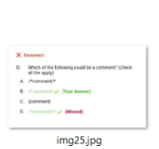 ✕ Incorrect
5) Which of the following could be a comment? (check all the apply)
A /*comment/*
B //comment ✓ (Your Answer)
C (comment)
D /*comment*/ ✓ (Missed)
img25.jpg